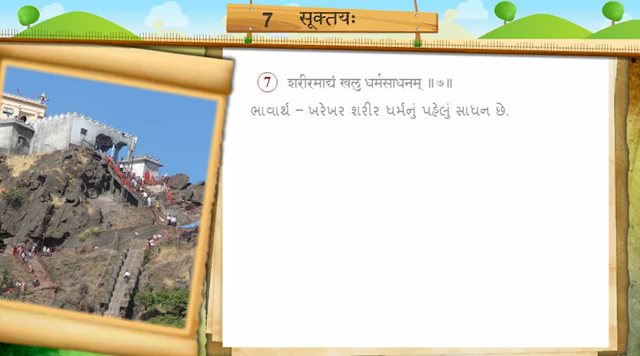 7 सूक्तयः
7 शरीरमाद्यं खलु धर्मसाधनम् ॥७॥
ભાવાર્થ – ખરેખર શરીર ધર્મનું પહેલું સાધન છે.